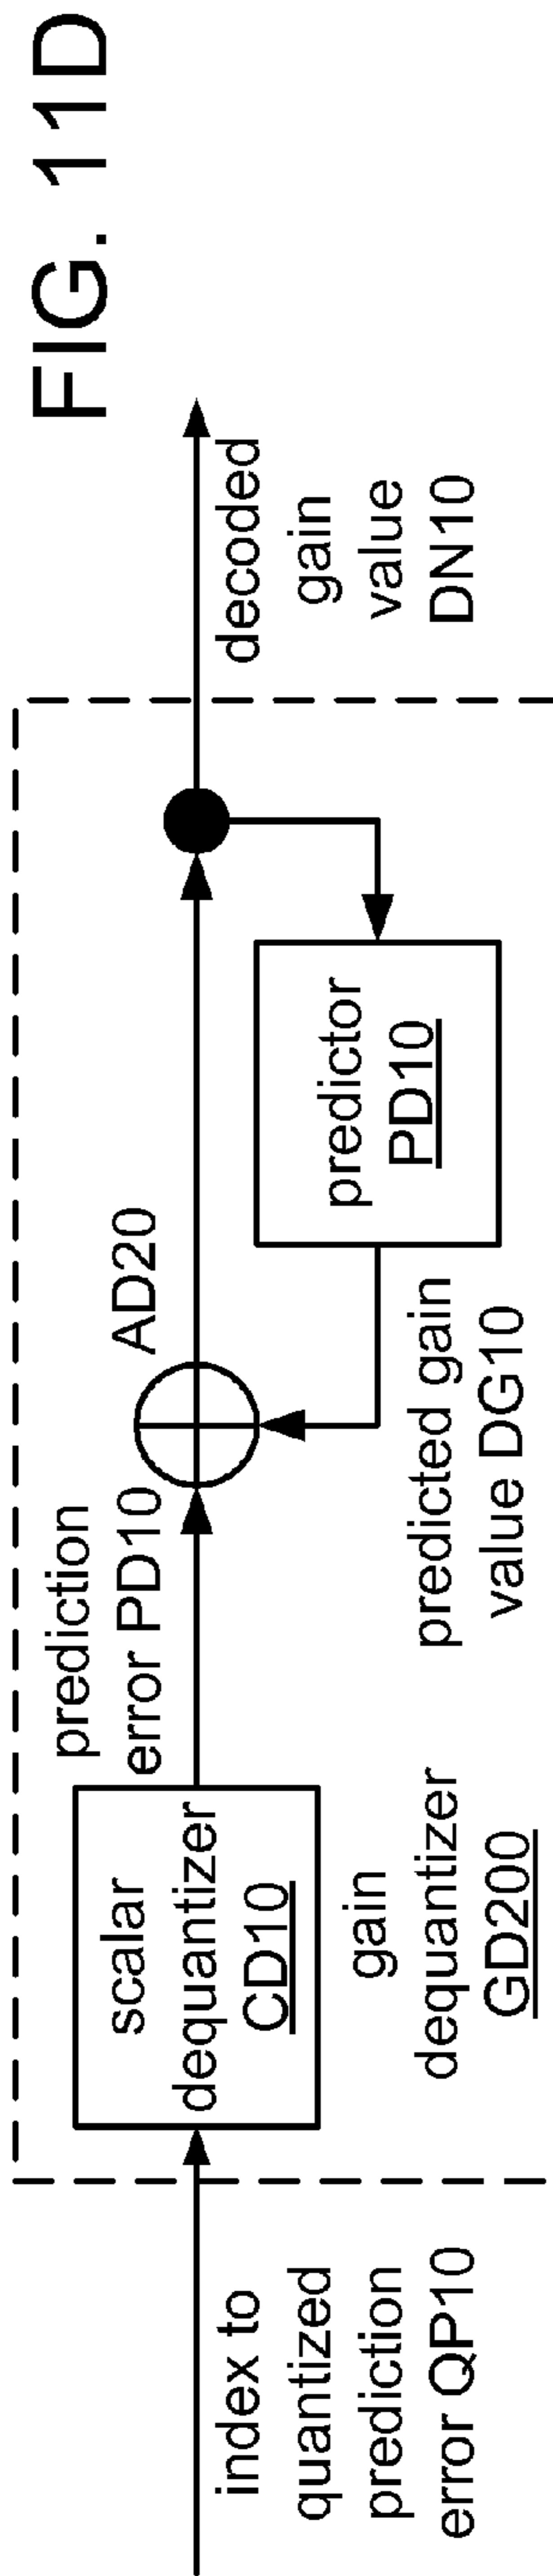 FIG. 11D
index to
quantized
prediction
error QP10
scalar
dequantizer
CD10
prediction
error PD10
AD20
predictor
PD10
predicted gain
value DG10
gain
dequantizer
GD200
decoded
gain
value
DN10